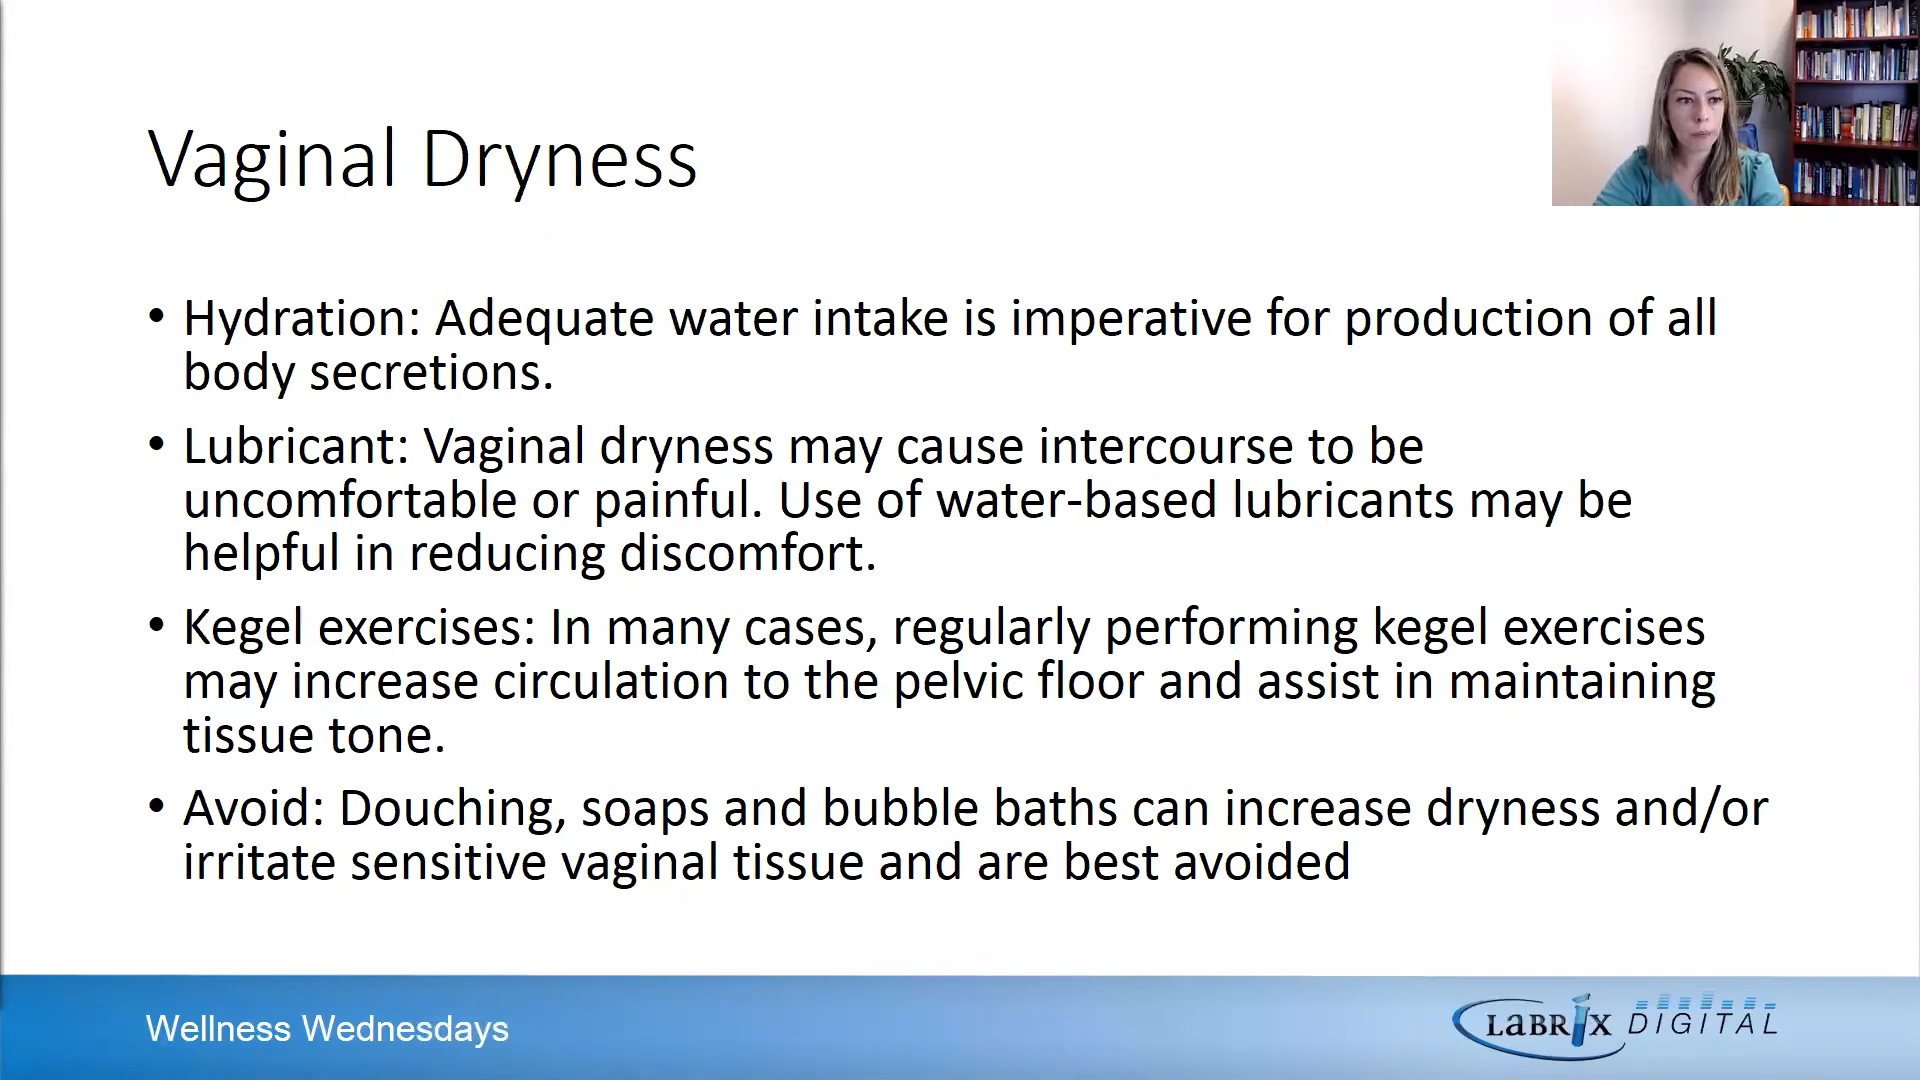 Vaginal Dryness
• Hydration: Adequate water intake is imperative for production of all
body secretions.
• Lubricant: Vaginal dryness may cause intercourse to be
uncomfortable or painful. Use of water-based lubricants may be
helpful in reducing discomfort.
• Kegel exercises: In many cases, regularly performing kegel exercises
may increase circulation to the pelvic floor and assist in maintaining
tissue tone.
• Avoid: Douching, soaps and bubble baths can increase dryness and/or
irritate sensitive vaginal tissue and are best avoided
Wellness Wednesdays
LABRIX DIGITAL